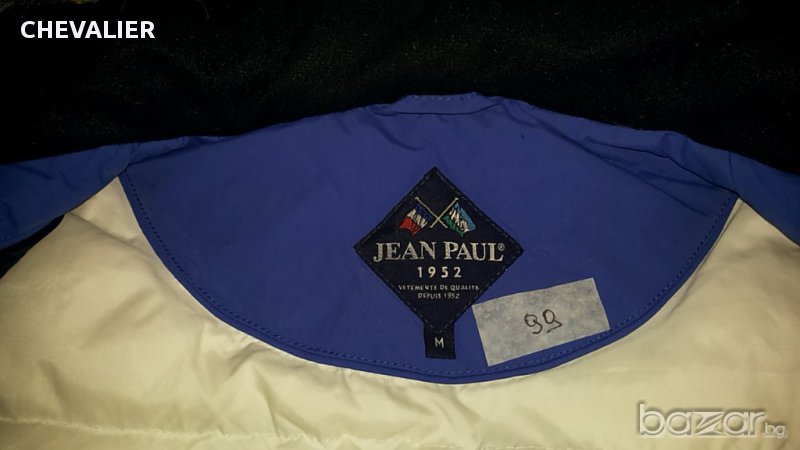 CHEVALIER
JEAN PAUL®
1952
VETEMENTS DE QUALITE
DEPUIS 1952
M
99
bazar.bg